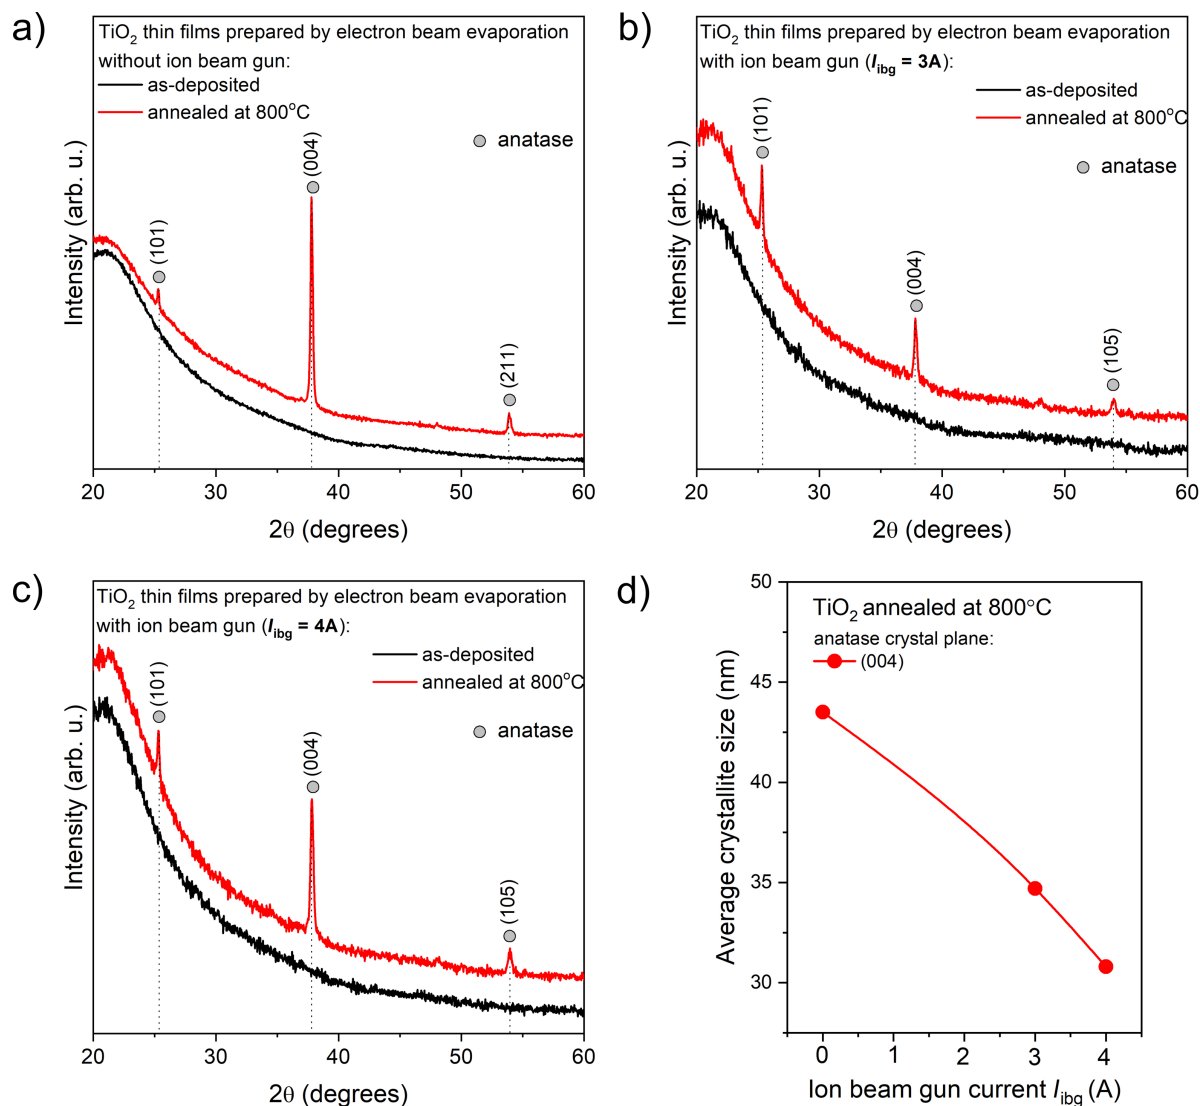 a)
TiO₂ thin films prepared by electron beam evaporation
without ion beam gun:
as-deposited
annealed at 800°C
anatase
(101)
(004)
(211)
Intensity (arb. u.)
20 30 40 50 60
2θ (degrees)
b)
TiO₂ thin films prepared by electron beam evaporation
with ion beam gun (I_ibg = 3A):
as-deposited
annealed at 800°C
anatase
(101)
(004)
(105)
Intensity (arb. u.)
20 30 40 50 60
2θ (degrees)
c)
TiO₂ thin films prepared by electron beam evaporation
with ion beam gun (I_ibg = 4A):
as-deposited
annealed at 800°C
anatase
(101)
(004)
(105)
Intensity (arb. u.)
20 30 40 50 60
2θ (degrees)
d)
TiO₂ annealed at 800°C
anatase crystal plane:
(004)
Average crystallite size (nm)
50
45
40
35
30
0 1 2 3 4
Ion beam gun current I_ibg (A)